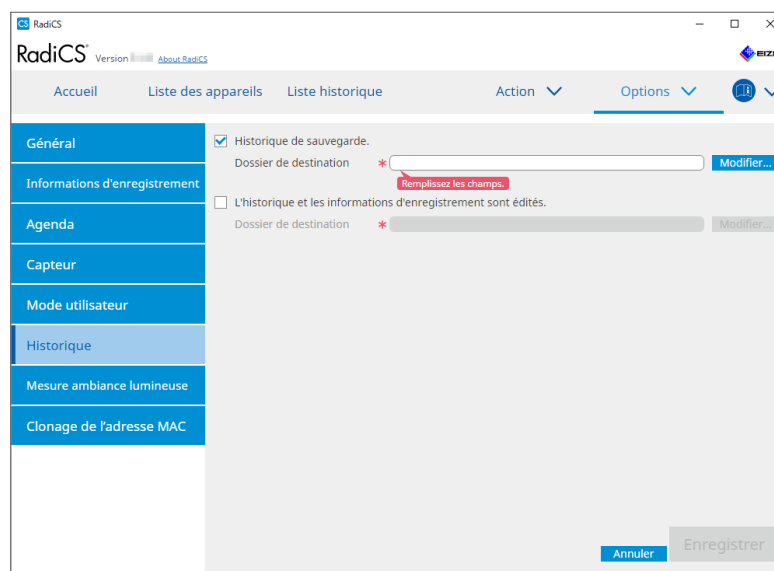 CS RadiCS
RadiCS® Version About RadiCS EIZ
Accueil Liste des appareils Liste historique Action Options
Général
Informations d'enregistrement
Agenda
Capteur
Mode utilisateur
Historique
Mesure ambiance lumineuse
Clonage de l’adresse MAC
Historique de sauvegarde.
Dossier de destination * Modifier...
Remplissez les champs.
L'historique et les informations d'enregistrement sont édités.
Dossier de destination * Modifier...
Annuler Enregistrer